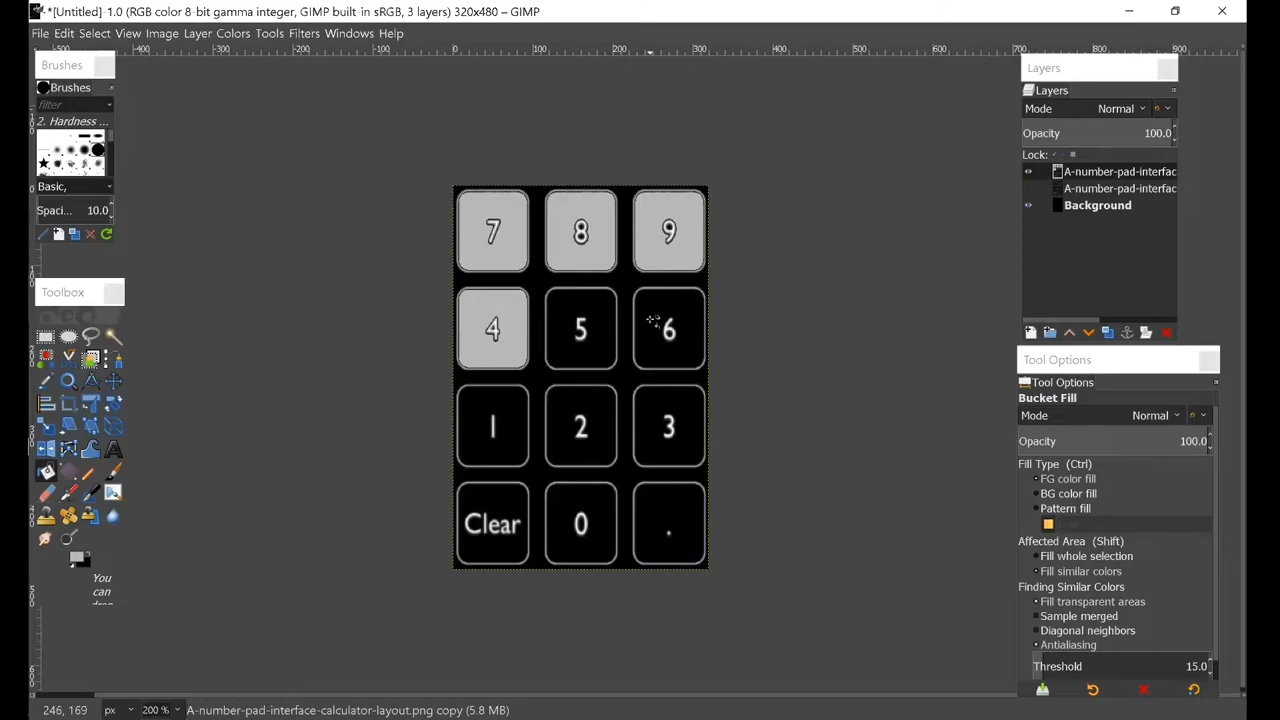 *[Untitled]-1.0 (RGB color 8-bit gamma integer, GIMP built-in sRGB, 3 layers) 320x480 – GIMP
File Edit Select View Image Layer Colors Tools Filters Windows Help
Brushes
Brushes
filter
2. Hardness ...
Basic,
Spaci... 10.0
Toolbox
You
can
7 8 9
4 5 6
1 2 3
Clear 0 .
Layers
Layers
Mode Normal
Opacity 100.0
Lock:
A-number-pad-interfac
A-number-pad-interfac
Background
Tool Options
Tool Options
Bucket Fill
Mode Normal
Opacity 100.0
Fill Type (Ctrl)
FG color fill
BG color fill
Pattern fill
Affected Area (Shift)
Fill whole selection
Fill similar colors
Finding Similar Colors
Fill transparent areas
Sample merged
Diagonal neighbors
Antialiasing
Threshold 15.0
246, 169 px 200 % A-number-pad-interface-calculator-layout.png copy (5.8 MB)